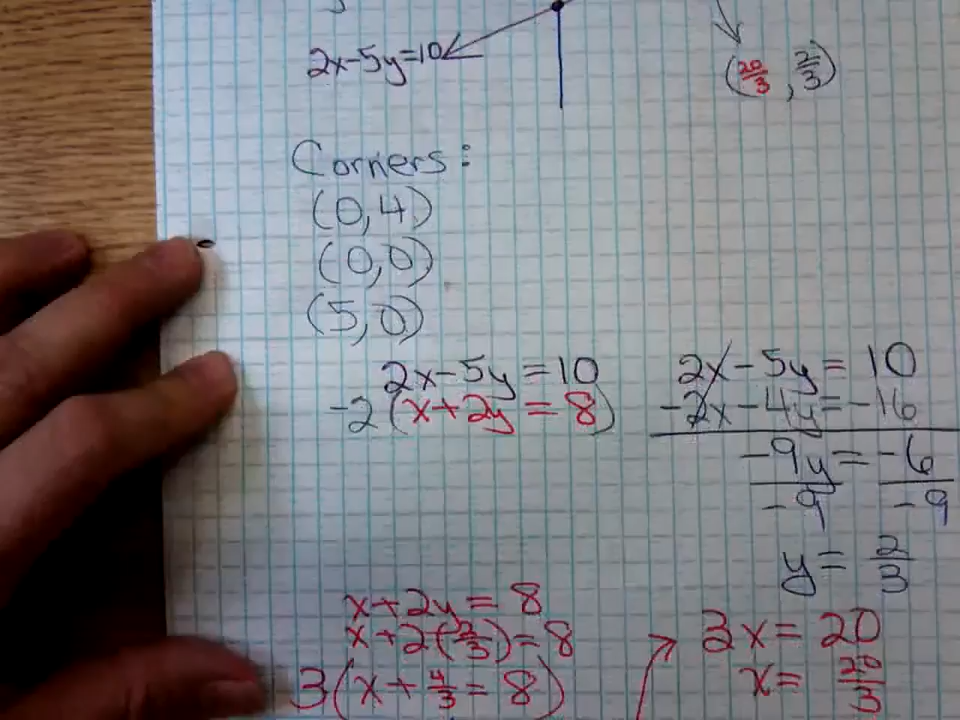 2x-5y=10
(20/3, 2/3)
Corners:
(0,4)
(0,0)
(5,0)
2x-5y=10
-2(x+2y=8)
2x-5y=10
-2x-4y=-16
-9y=-6
-9 -9
y=2/3
x+2y=8
x+2(2/3)=8
3(x+4/3=8)
3x=20
x=20/3